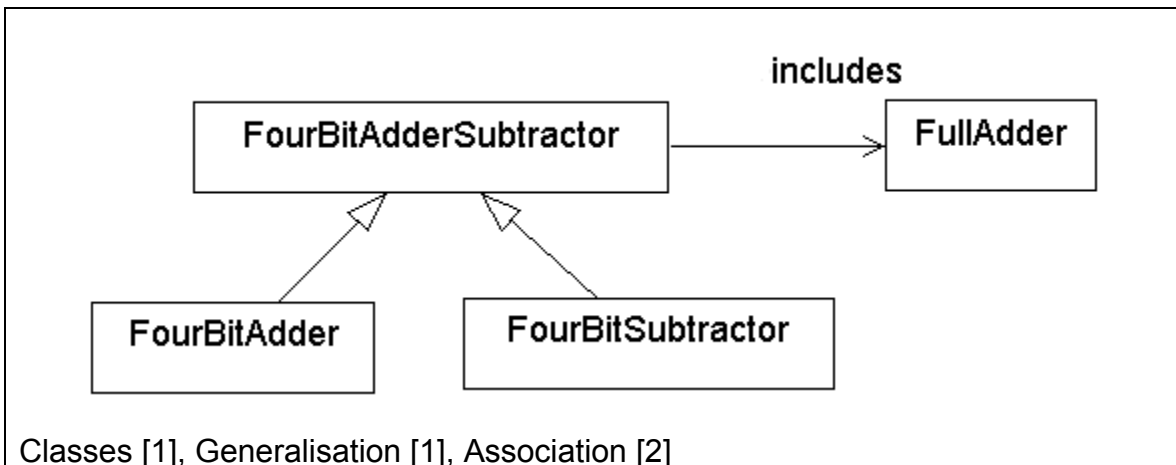 includes
FourBitAdderSubtractor
FullAdder
FourBitAdder
FourBitSubtractor
Classes [1], Generalisation [1], Association [2]